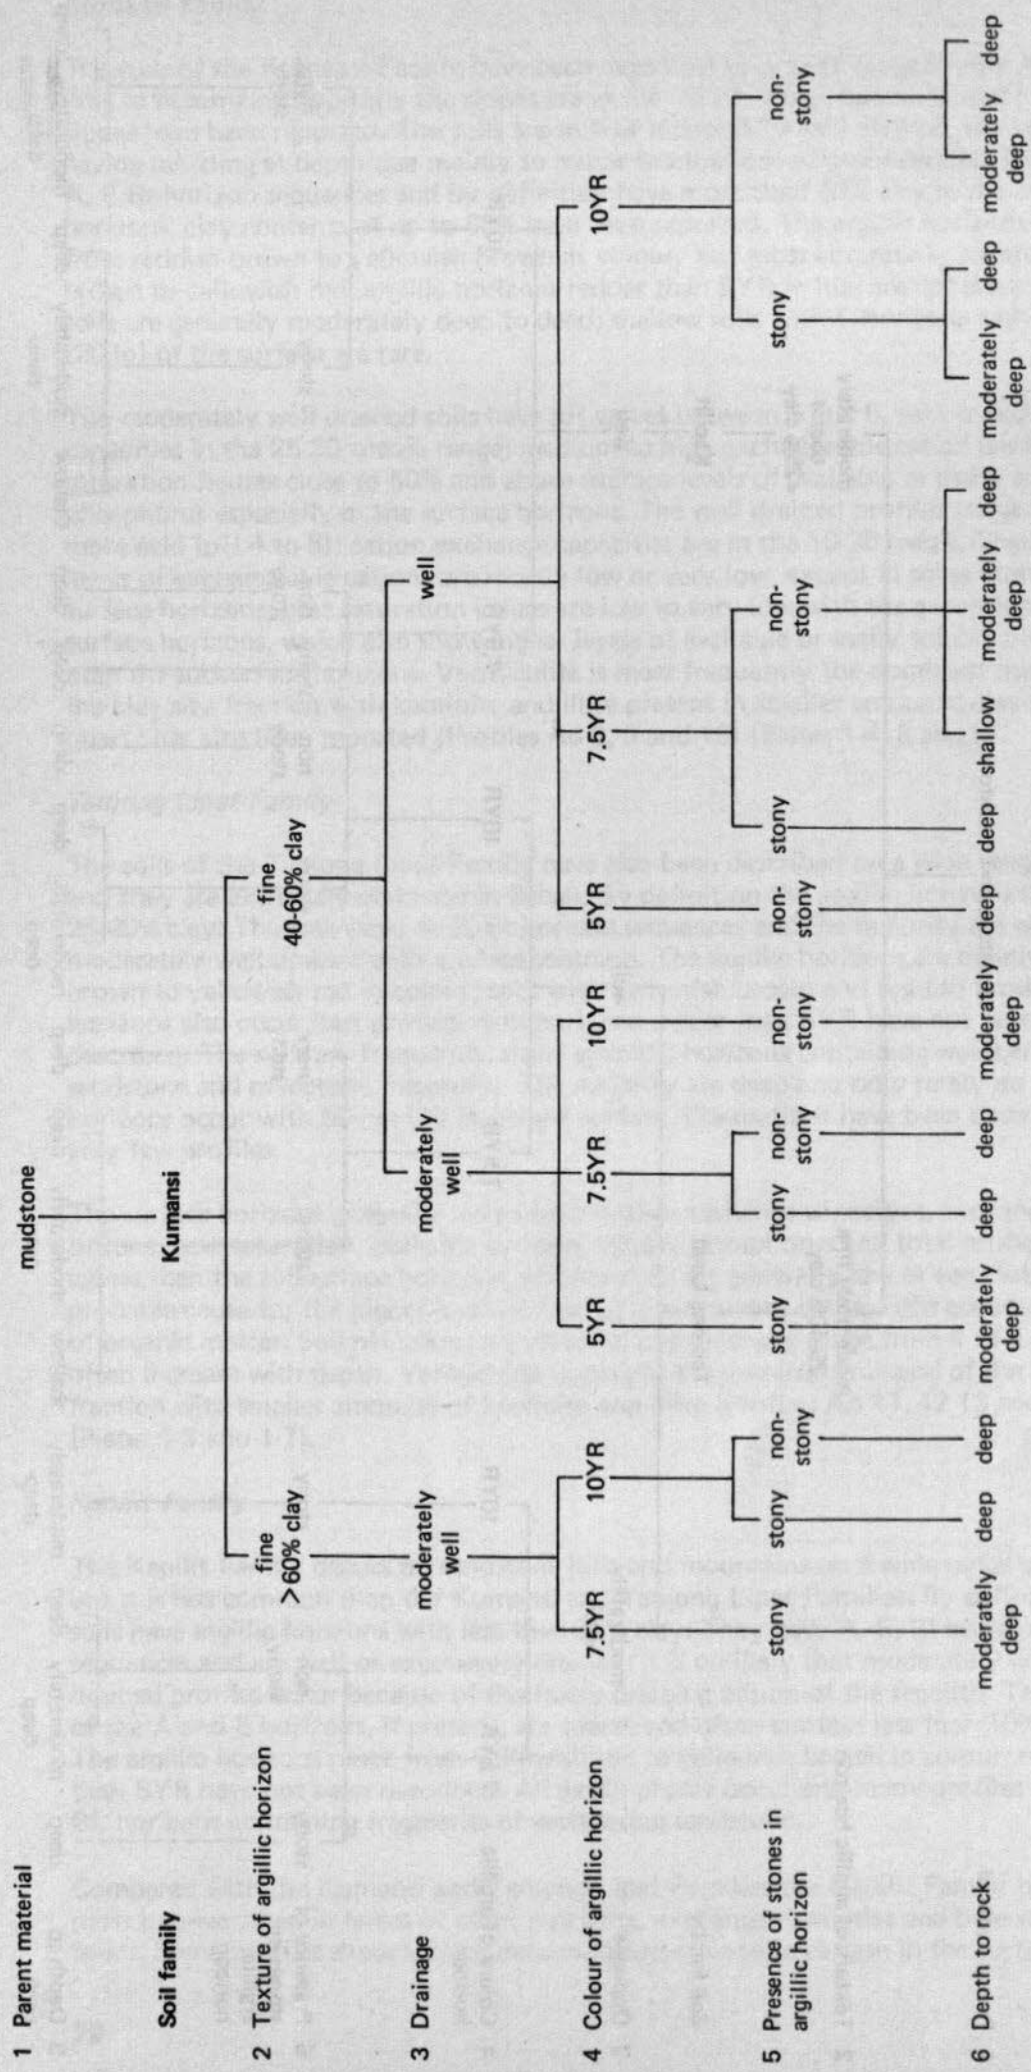 1 Parent material mudstone
Soil family Kumansi
2 Texture of argillic horizon fine fine
>60% clay 40-60% clay
3 Drainage moderately moderately well
well well
4 Colour of argillic horizon 7.5YR 10YR 5YR 7.5YR 10YR 5YR 7.5YR 10YR
5 Presence of stones in stony stony non- stony stony non- non- non- stony non- stony non-
argillic horizon stony stony stony stony stony stony
6 Depth to rock moderately deep deep moderately deep deep moderately deep deep shallow moderately deep moderately deep moderately deep
deep deep deep deep deep deep